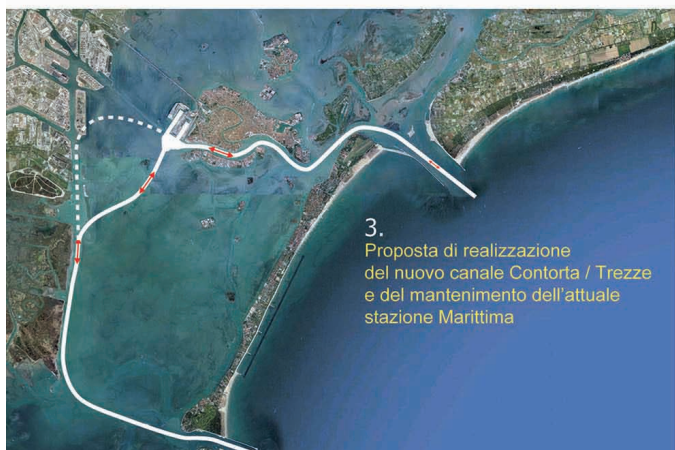 3.
Proposta di realizzazione
del nuovo canale Contorta / Trezze
e del mantenimento dell'attuale
stazione Marittima